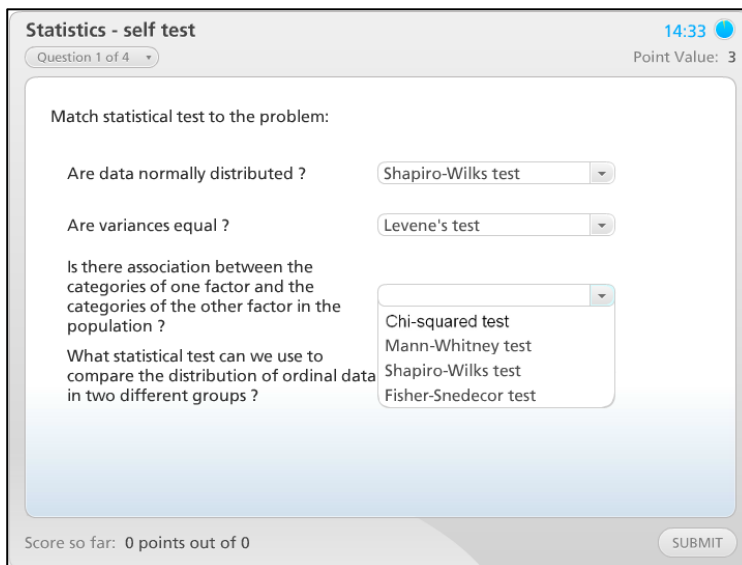 Statistics - self test
14:33
Question 1 of 4
Point Value: 3
Match statistical test to the problem:
Are data normally distributed ?
Shapiro-Wilks test
Are variances equal ?
Levene's test
Is there association between the
categories of one factor and the
categories of the other factor in the
population ?
Chi-squared test
Mann-Whitney test
Shapiro-Wilks test
Fisher-Snedecor test
What statistical test can we use to
compare the distribution of ordinal data
in two different groups ?
Score so far: 0 points out of 0
SUBMIT